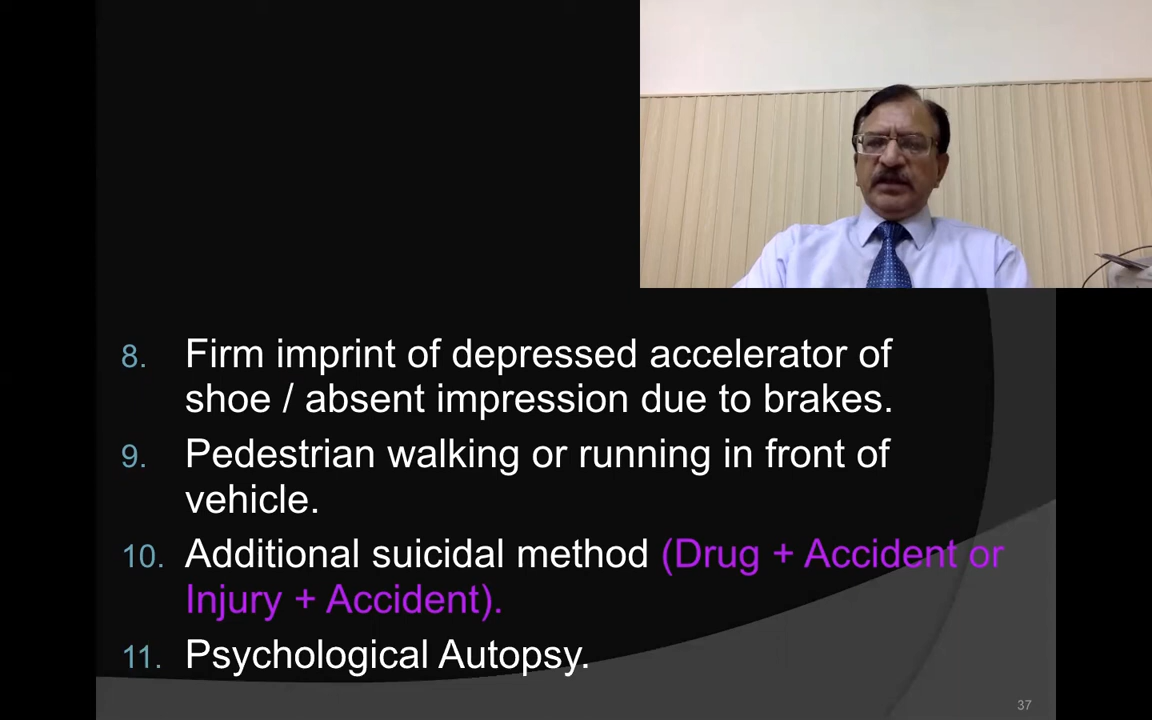 8. Firm imprint of depressed accelerator of
shoe / absent impression due to brakes.
9. Pedestrian walking or running in front of
vehicle.
10. Additional suicidal method (Drug + Accident or
Injury + Accident).
11. Psychological Autopsy.
37